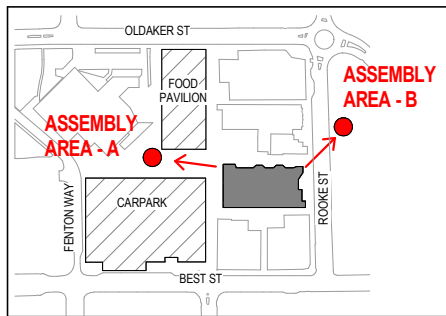 OLDAKER ST
FOOD
PAVILION
ASSEMBLY
AREA - B
ASSEMBLY
AREA - A
FENTON WAY
CARPARK
ROOKE ST
BEST ST